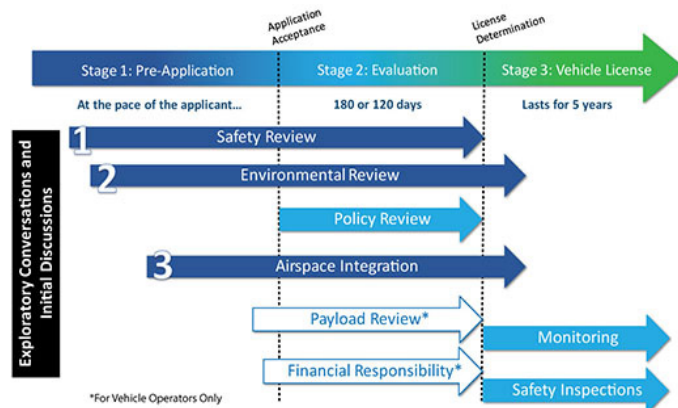 Application
Acceptance
License
Determination
Stage 1: Pre-Application
Stage 2: Evaluation
Stage 3: Vehicle License
At the pace of the applicant...
180 or 120 days
Lasts for 5 years
Exploratory Conversations and
Initial Discussions
1 Safety Review
2 Environmental Review
Policy Review
3 Airspace Integration
Payload Review*
Monitoring
Financial Responsibility*
Safety Inspections
*For Vehicle Operators Only